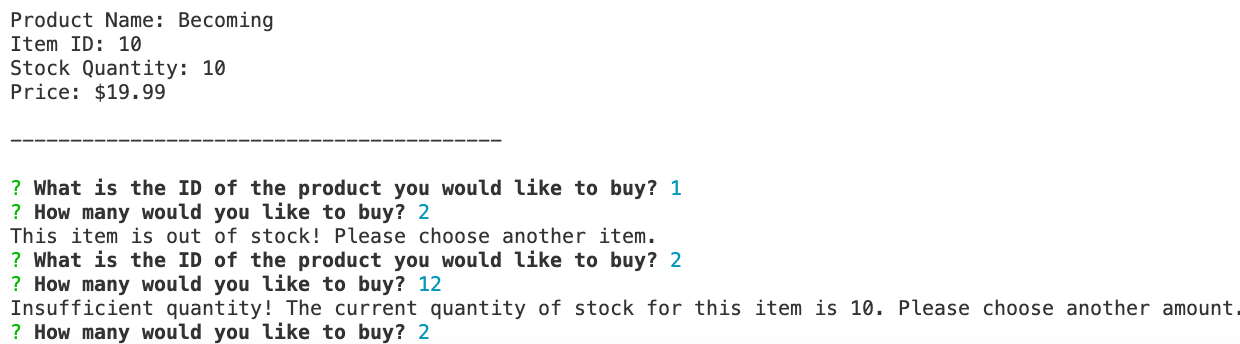 Product Name: Becoming
Item ID: 10
Stock Quantity: 10
Price: $19.99
_________________________________________
? What is the ID of the product you would like to buy? 1
? How many would you like to buy? 2
This item is out of stock! Please choose another item.
? What is the ID of the product you would like to buy? 2
? How many would you like to buy? 12
Insufficient quantity! The current quantity of stock for this item is 10. Please choose another amount.
? How many would you like to buy? 2